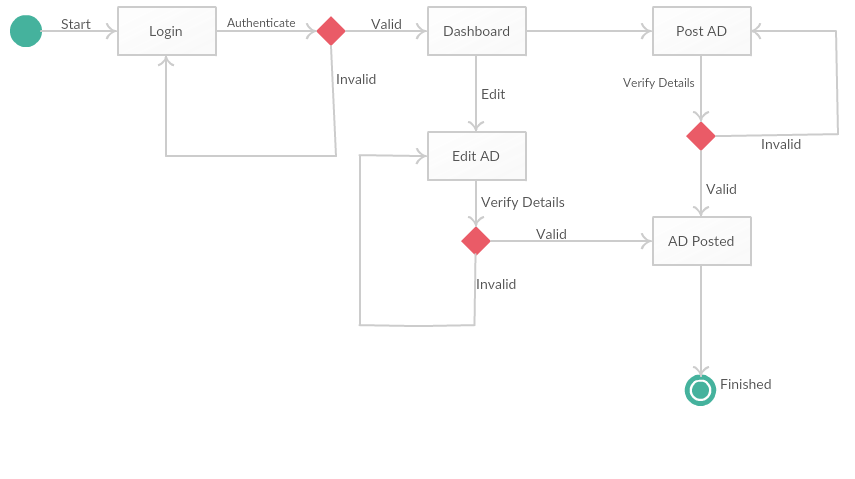 Start
Login
Authenticate
Valid
Dashboard
Post AD
Invalid
Edit
Verify Details
Invalid
Edit AD
Valid
Verify Details
Valid
AD Posted
Invalid
Finished